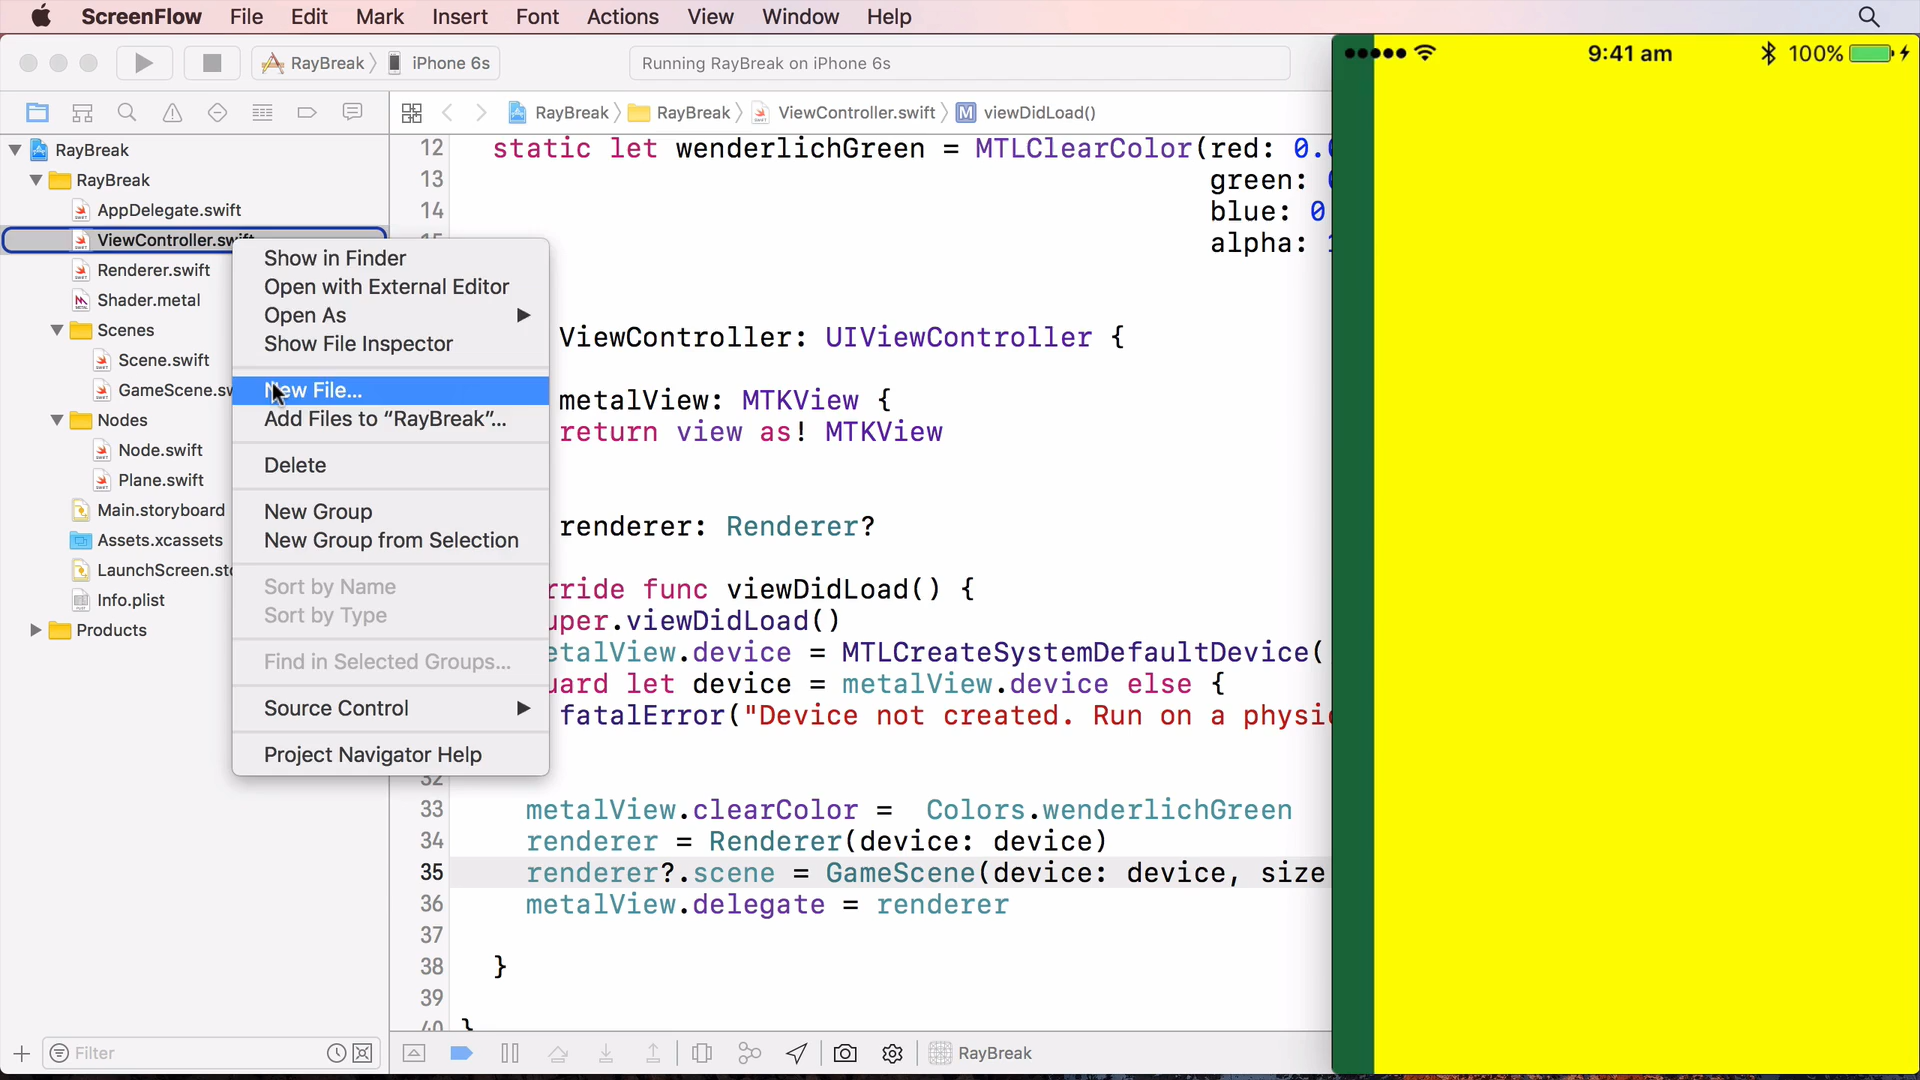 ScreenFlow File Edit Mark Insert Font Actions View Window Help
RayBreak iPhone 6s
Running RayBreak on iPhone 6s
9:41 am
100%
RayBreak RayBreak ViewController.swift M viewDidLoad()
RayBreak
RayBreak
AppDelegate.swift
ViewController.swift
Renderer.swift
Shader.metal
Scenes
Scene.swift
GameScene.sw
Nodes
Node.swift
Plane.swift
Main.storyboard
Assets.xcassets
LaunchScreen.sto
Info.plist
Products
Filter
Show in Finder
Open with External Editor
Open As
Show File Inspector
New File...
Add Files to “RayBreak”...
Delete
New Group
New Group from Selection
Sort by Name
Sort by Type
Find in Selected Groups...
Source Control
Project Navigator Help
12 static let wenderlichGreen = MTLClearColor(red: 0.0
13 green: 0
14 blue: 0
15 alpha: 1
ViewController: UIViewController {
metalView: MTKView {
return view as! MTKView
renderer: Renderer?
rride func viewDidLoad() {
uper.viewDidLoad()
etalView.device = MTLCreateSystemDefaultDevice(
uard let device = metalView.device else {
fatalError("Device not created. Run on a physi
32
33 metalView.clearColor = Colors.wenderlichGreen
34 renderer = Renderer(device: device)
35 renderer?.scene = GameScene(device: device, size
36 metalView.delegate = renderer
37
38 }
39
40 }
RayBreak